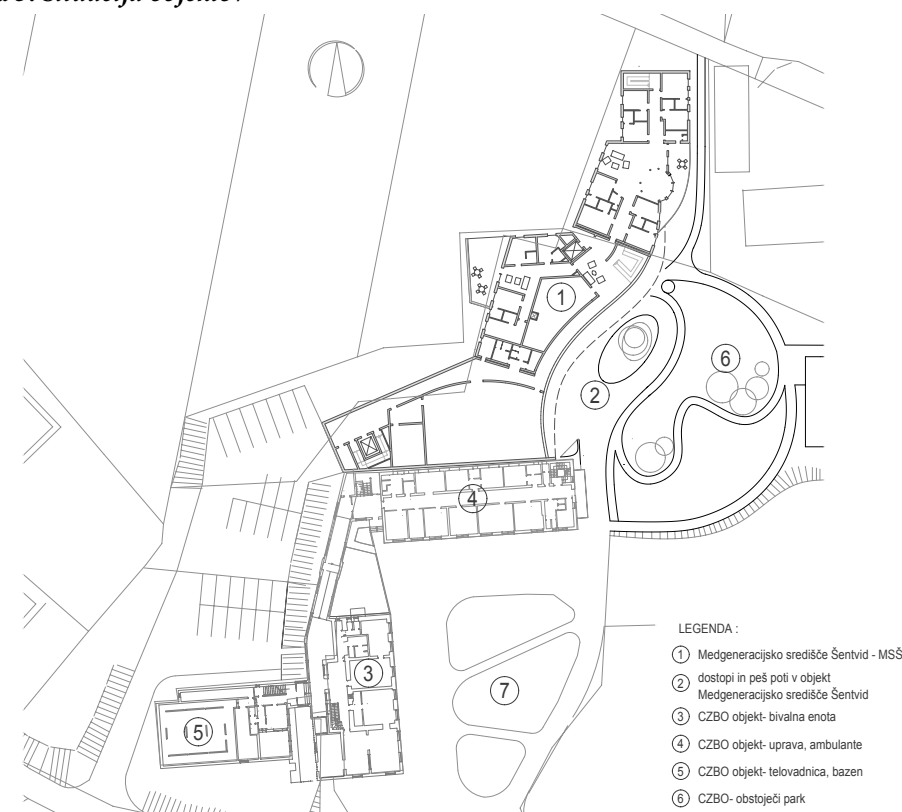 Situacija objektov
1
6
2
4
3
7
5
LEGENDA :
1 Medgeneracijsko središče Šentvid - MSŠ
2 dostopi in peš poti v objekt
Medgeneracijsko središče Šentvid
3 CZBO objekt- bivalna enota
4 CZBO objekt- uprava, ambulante
5 CZBO objekt- telovadnica, bazen
6 CZBO- obstoječi park